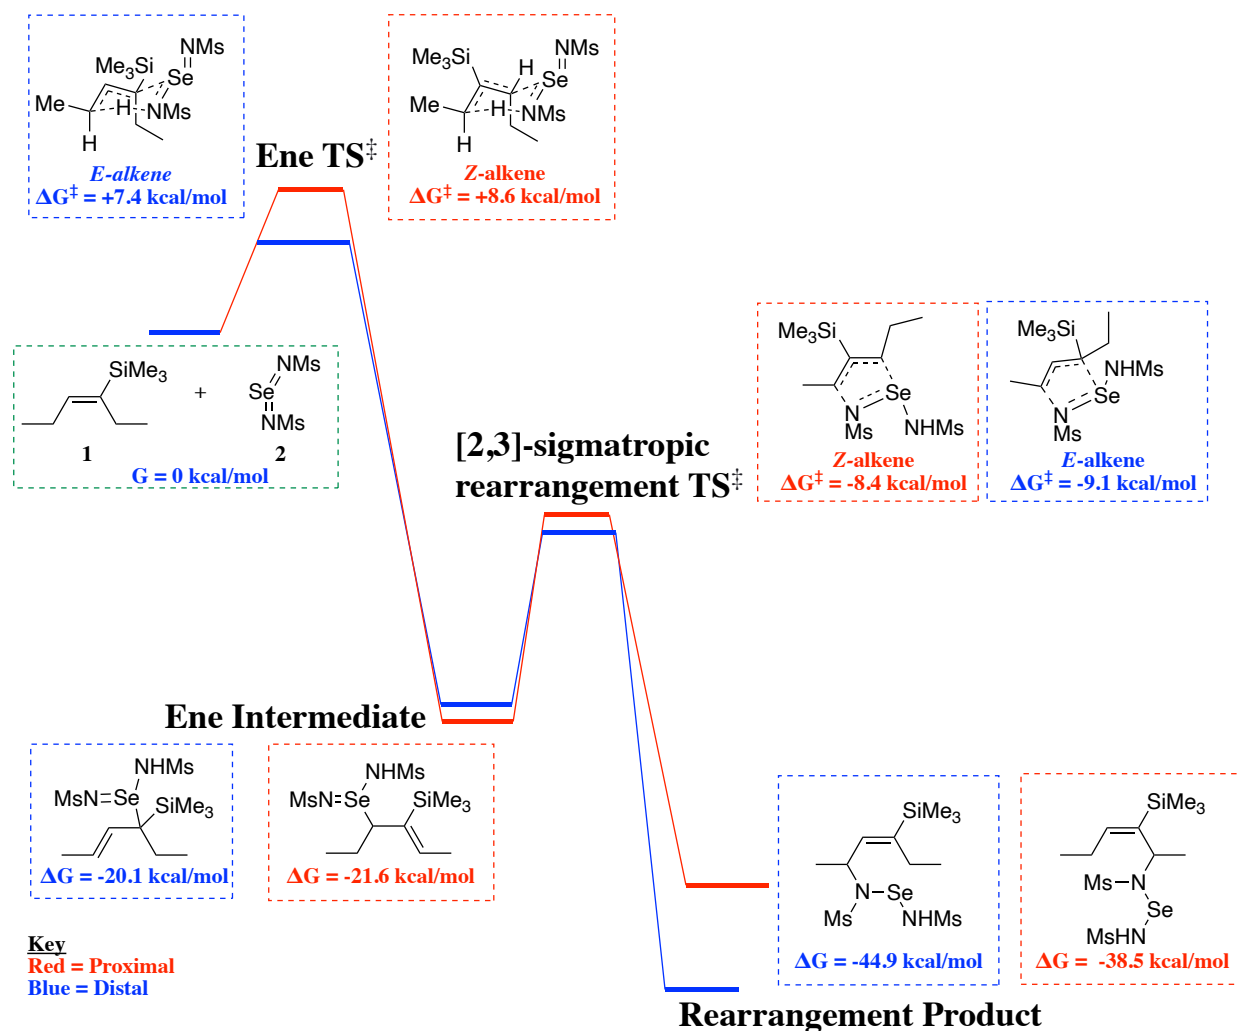 NMs
Me₃Si
Se
Me
H
NMs
H
E-alkene
ΔG‡ = +7.4 kcal/mol
Ene TS‡
NMs
Me₃Si
H
Se
Me
H
NMs
H
Z-alkene
ΔG‡ = +8.6 kcal/mol
SiMe₃
+
NMs
Se
NMs
1
2
G = 0 kcal/mol
[2,3]-sigmatropic
rearrangement TS‡
Me₃Si
Se
N
Ms
NHMs
Z-alkene
ΔG‡ = -8.4 kcal/mol
Me₃Si
NHMs
Se
N
Ms
E-alkene
ΔG‡ = -9.1 kcal/mol
Ene Intermediate
NHMs
MsN=Se
SiMe₃
ΔG = -20.1 kcal/mol
NHMs
MsN=Se
SiMe₃
ΔG = -21.6 kcal/mol
SiMe₃
N
Se
Ms
NHMs
ΔG = -44.9 kcal/mol
SiMe₃
Ms
N
Se
MsHN
ΔG = -38.5 kcal/mol
Key
Red = Proximal
Blue = Distal
Rearrangement Product